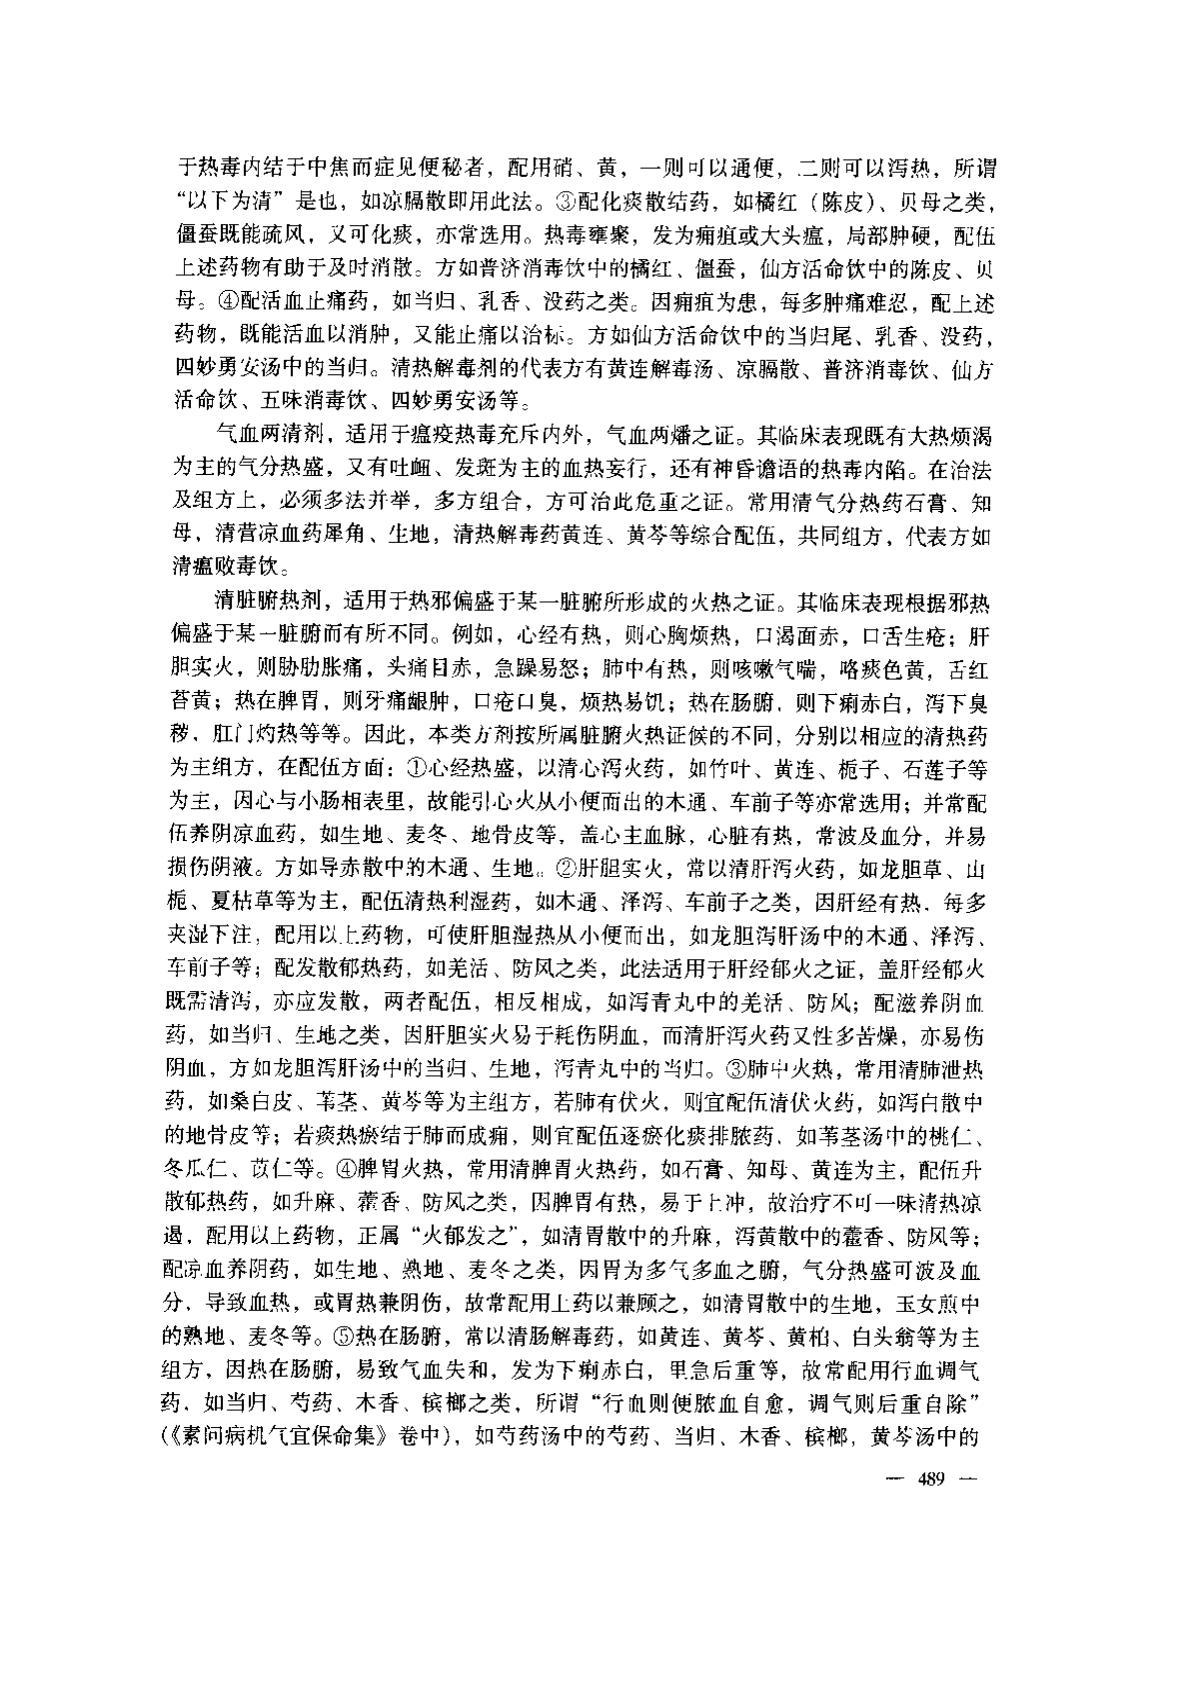 于热毒内结于中焦而症见便秘者，配用硝、黄，一则可以通便，二则可以泻热，所谓
“以下为清”是也，如凉膈散即用此法。③配化痰散结药，如橘红（陈皮）、贝母之类，
僵蚕既能疏风，又可化痰，亦常选用。热毒壅聚，发为痈疽或大头瘟，局部肿硬，配伍
上述药物有助于及时消散。方如普济消毒饮中的橘红、僵蚕，仙方活命饮中的陈皮、贝
母。④配活血止痛药，如当归、乳香、没药之类。因痈疽为患，每多肿痛难忍，配上述
药物，既能活血以消肿，又能止痛以治标。方如仙方活命饮中的当归尾、乳香、没药，
四妙勇安汤中的当归。清热解毒剂的代表方有黄连解毒汤、凉膈散、普济消毒饮、仙方
活命饮、五味消毒饮、四妙勇安汤等。
气血两清剂，适用于瘟疫热毒充斥内外，气血两燔之证。其临床表现既有大热烦渴
为主的气分热盛，又有吐衄、发斑为主的血热妄行，还有神昏谵语的热毒内陷。在治法
及组方上，必须多法并举，多方组合，方可治此危重之证。常用清气分热药石膏、知
母，清营凉血药犀角、生地，清热解毒药黄连、黄芩等综合配伍，共同组方，代表方如
清瘟败毒饮。
清脏腑热剂，适用于热邪偏盛于某一脏腑所形成的火热之证。其临床表现根据邪热
偏盛于某一脏腑而有所不同。例如，心经有热，则心胸烦热，口渴面赤，口舌生疮；肝
胆实火，则胁肋胀痛，头痛目赤，急躁易怒；肺中有热，则咳嗽气喘，咯痰色黄，舌红
苔黄；热在脾胃，则牙痛龈肿，口疮口臭，烦热易饥；热在肠腑，则下痢赤白，泻下臭
秽，肛门灼热等等。因此，本类方剂按所属脏腑火热证候的不同，分别以相应的清热药
为主组方，在配伍方面：①心经热盛，以清心泻火药，如竹叶、黄连、栀子、石莲子等
为主，因心与小肠相表里，故能引心火从小便而出的木通、车前子等亦常选用；并常配
伍养阴凉血药，如生地、麦冬、地骨皮等，盖心主血脉，心脏有热，常波及血分，并易
损伤阴液。方如导赤散中的木通、生地。②肝胆实火，常以清肝泻火药，如龙胆草、山
栀、夏枯草等为主，配伍清热利湿药，如木通、泽泻、车前子之类，因肝经有热，每多
夹湿下注，配用以上药物，可使肝胆湿热从小便而出，如龙胆泻肝汤中的木通、泽泻、
车前子等；配发散郁热药，如羌活、防风之类，此法适用于肝经郁火之证，盖肝经郁火
既需清泻，亦应发散，两者配伍，相反相成，如泻青丸中的羌活、防风；配滋养阴血
药，如当归、生地之类，因肝胆实火易于耗伤阴血，而清肝泻火药又性多苦燥，亦易伤
阴血，方如龙胆泻肝汤中的当归、生地，泻青丸中的当归。③肺中火热，常用清肺泄热
药，如桑白皮、苇茎、黄芩等为主组方，若肺有伏火，则宜配伍清伏火药，如泻白散中
的地骨皮等；若痰热瘀结于肺而成痈，则宜配伍逐瘀化痰排脓药，如苇茎汤中的桃仁、
冬瓜仁、苡仁等。④脾胃火热，常用清脾胃火热药，如石膏、知母、黄连为主，配伍升
散郁热药，如升麻、藿香、防风之类，因脾胃有热，易于上冲，故治疗不可一味清热凉
遏，配用以上药物，正属“火郁发之”，如清胃散中的升麻，泻黄散中的藿香、防风等；
配凉血养阴药，如生地、熟地、麦冬之类，因胃为多气多血之腑，气分热盛可波及血
分，导致血热，或胃热兼阴伤，故常配用上药以兼顾之，如清胃散中的生地，玉女煎中
的熟地、麦冬等。⑤热在肠腑，常以清肠解毒药，如黄连、黄芩、黄柏、白头翁等为主
组方，因热在肠腑，易致气血失和，发为下痢赤白，里急后重等，故常配用行血调气
药，如当归、芍药、木香、槟榔之类，所谓“行血则便脓血自愈，调气则后重自除”
（《素问病机气宜保命集》卷中），如芍药汤中的芍药、当归、木香、槟榔，黄芩汤中的
— 489 —